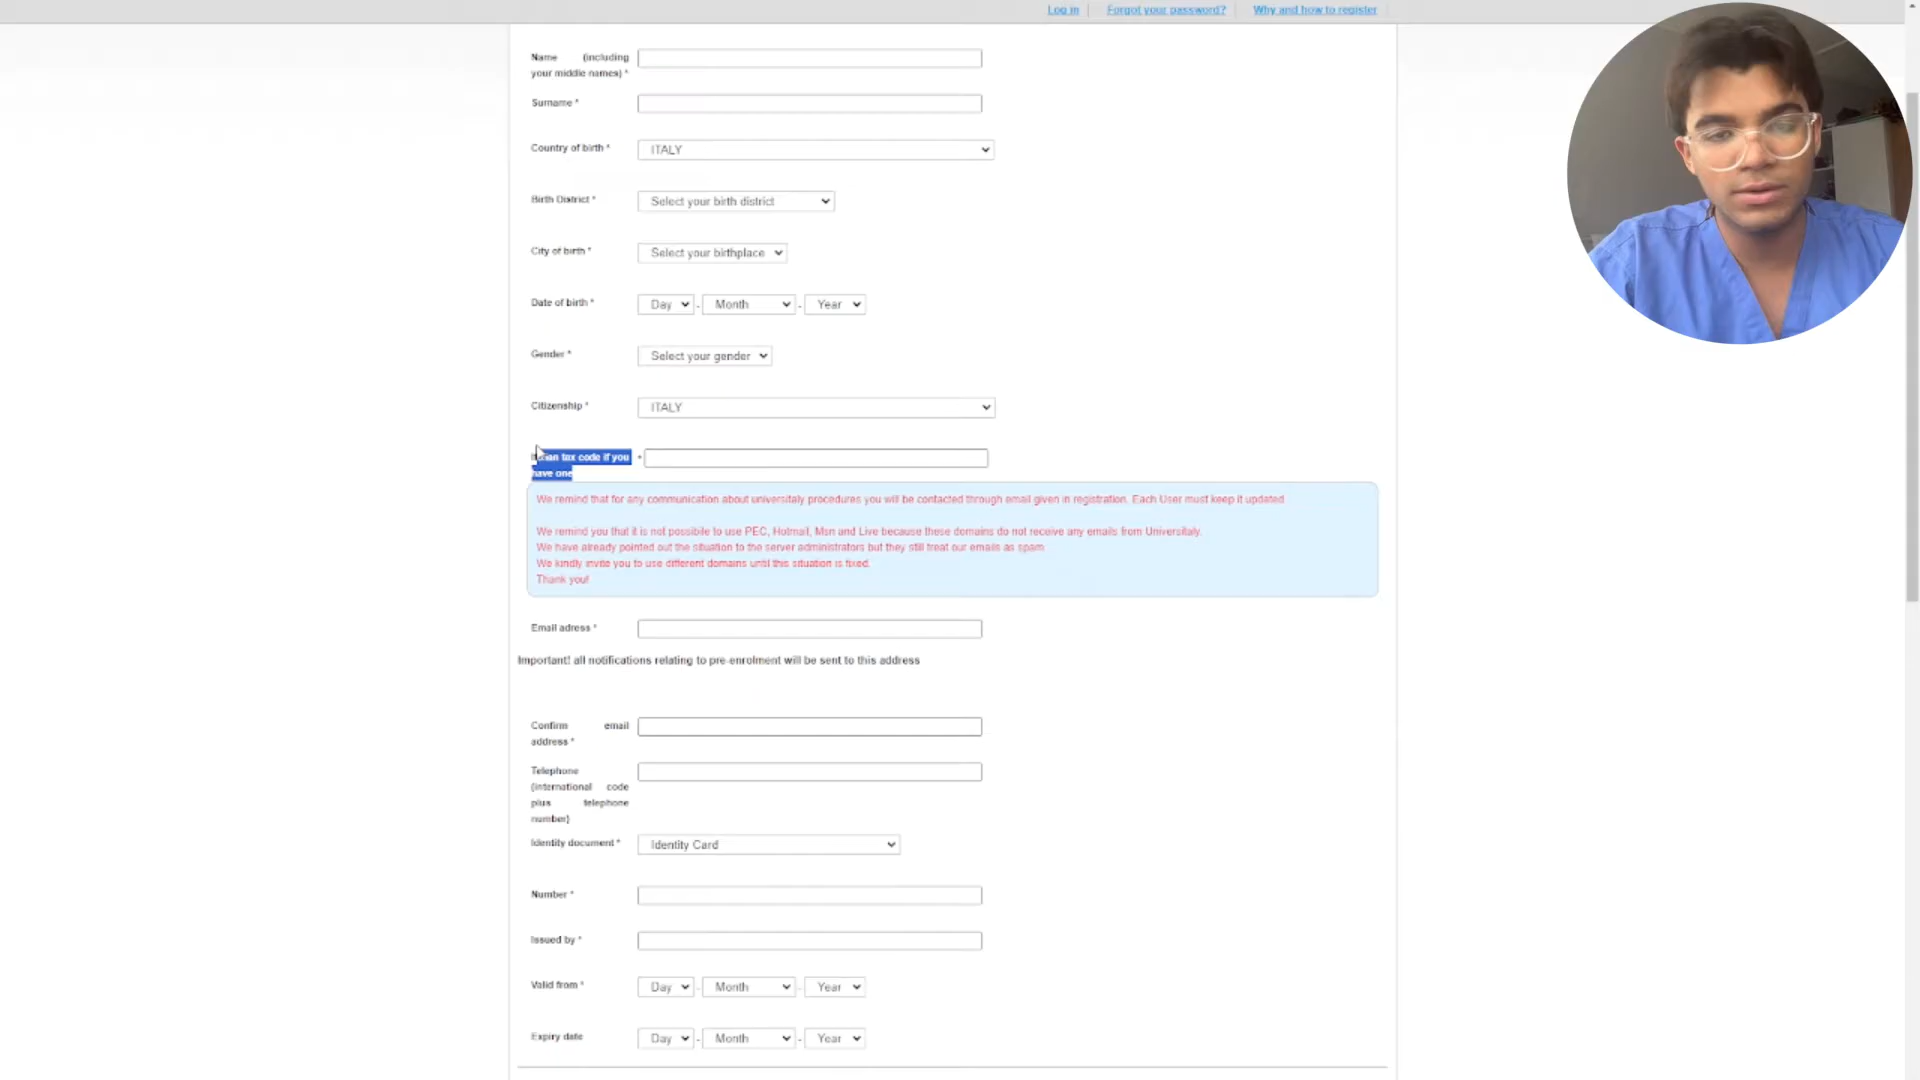 Log in Forgot your password? Why and how to register
Name (including
your middle names) *
Surname *
Country of birth * ITALY
Birth District * Select your birth district
City of birth * Select your birthplace
Date of birth * Day - Month - Year
Gender * Select your gender
Citizenship * ITALY
Italian tax code if you *
have one
We remind that for any communication about universitaly procedures you will be contacted through email given in registration. Each User must keep it updated
We remind you that it is not possibile to use PEC, Hotmail, Msn and Live because these domains do not receive any emails from Universitaly.
We have already pointed out the situation to the server administrators but they still treat our emails as spam
We kindly invite you to use different domains until this situation is fixed.
Thank you!
Email adress *
Important! all notifications relating to pre-enrolment will be sent to this address
Confirm email
address *
Telephone
(international code
plus telephone
number)
Identity document * Identity Card
Number *
Issued by *
Valid from * Day - Month - Year
Expiry date Day - Month - Year